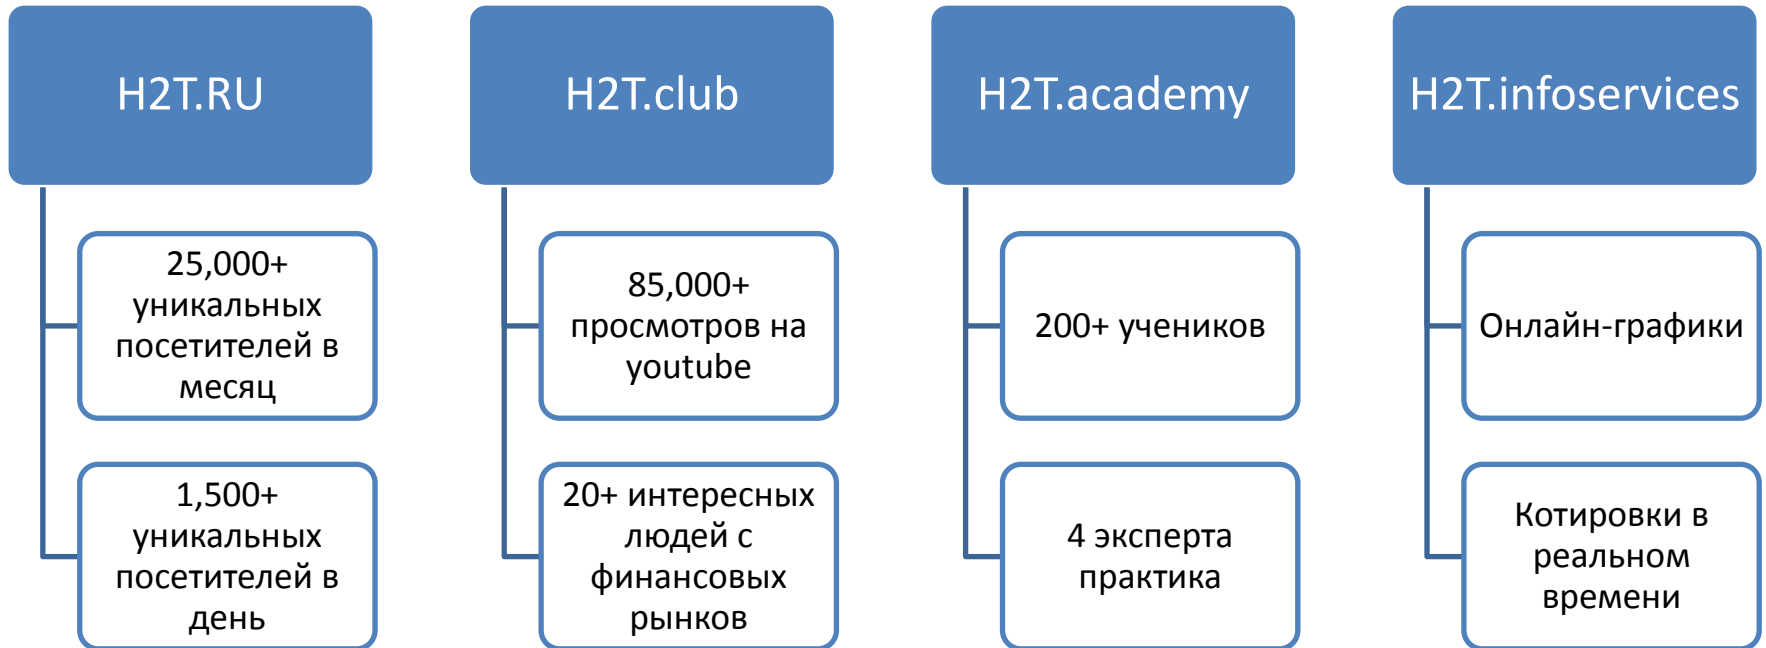 H2T.RU
25,000+
уникальных
посетителей в
месяц
1,500+
уникальных
посетителей в
день
H2T.club
85,000+
просмотров на
youtube
20+ интересных
людей с
финансовых
рынков
H2T.academy
200+ учеников
4 эксперта
практика
H2T.infoservices
Онлайн-графики
Котировки в
реальном
времени